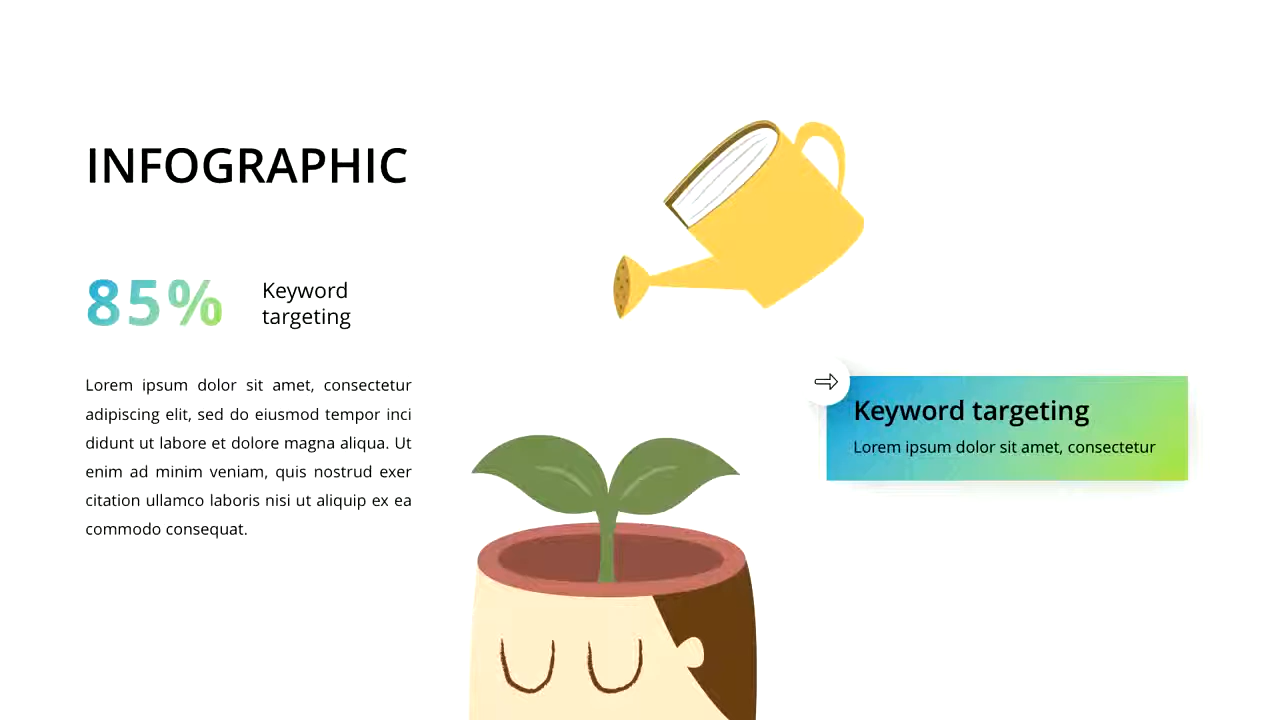 INFOGRAPHIC
85%
Keyword
targeting
Lorem ipsum dolor sit amet, consectetur
adipiscing elit, sed do eiusmod tempor inci
didunt ut labore et dolore magna aliqua. Ut
enim ad minim veniam, quis nostrud exer
citation ullamco laboris nisi ut aliquip ex ea
commodo consequat.
Keyword targeting
Lorem ipsum dolor sit amet, consectetur